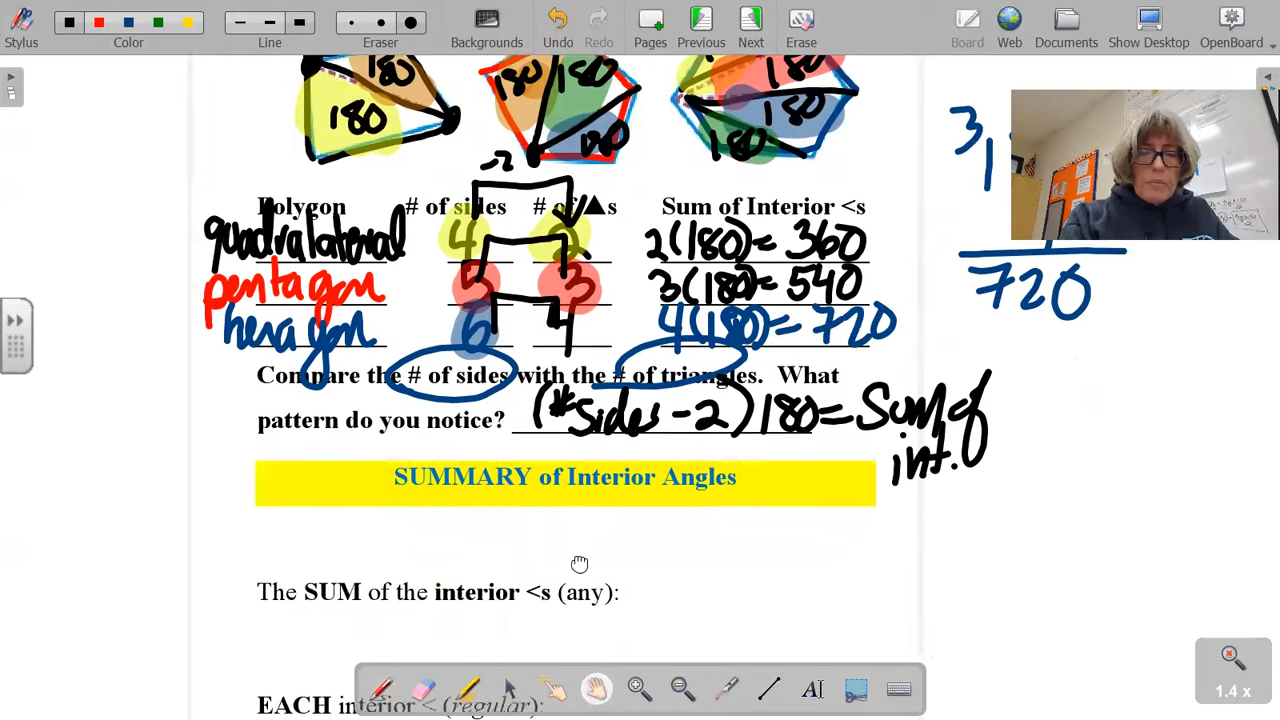 Stylus Color Line Eraser Backgrounds Undo Redo Pages Previous Next Erase Board Web Documents Show Desktop OpenBoard
180 180 180 180
180 180 180 180
3
1
-2
Polygon # of sides # of ▲s Sum of Interior <s
quadralateral 4 2 2(180)= 360
pentagon 5 3 3(180)= 540
720
hexagon 6 4 4(180)= 720
Compare the # of sides with the # of triangles. What
pattern do you notice? (#sides - 2)180 = Sum of
int.
SUMMARY of Interior Angles
The SUM of the interior <s (any):
EACH interior < (regular):
1.4 x